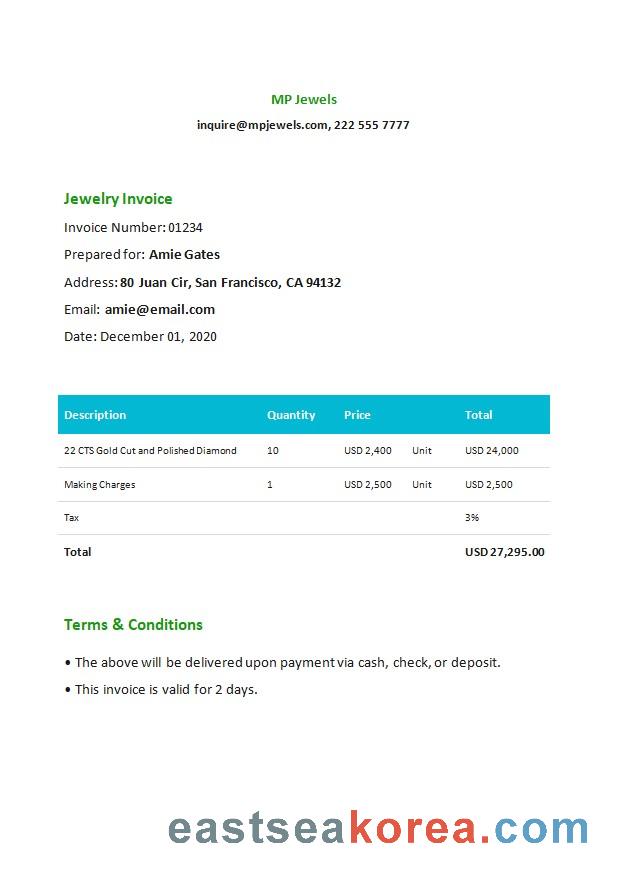 MP Jewels
inquire@mpjewels.com, 222 555 7777
Jewelry Invoice
Invoice Number: 01234
Prepared for: Amie Gates
Address: 80 Juan Cir, San Francisco, CA 94132
Email: amie@email.com
Date: December 01, 2020
Description Quantity Price Total
22 CTS Gold Cut and Polished Diamond 10 USD 2,400 Unit USD 24,000
Making Charges 1 USD 2,500 Unit USD 2,500
Tax 3%
Total USD 27,295.00
Terms & Conditions
• The above will be delivered upon payment via cash, check, or deposit.
• This invoice is valid for 2 days.
eastseakorea.com